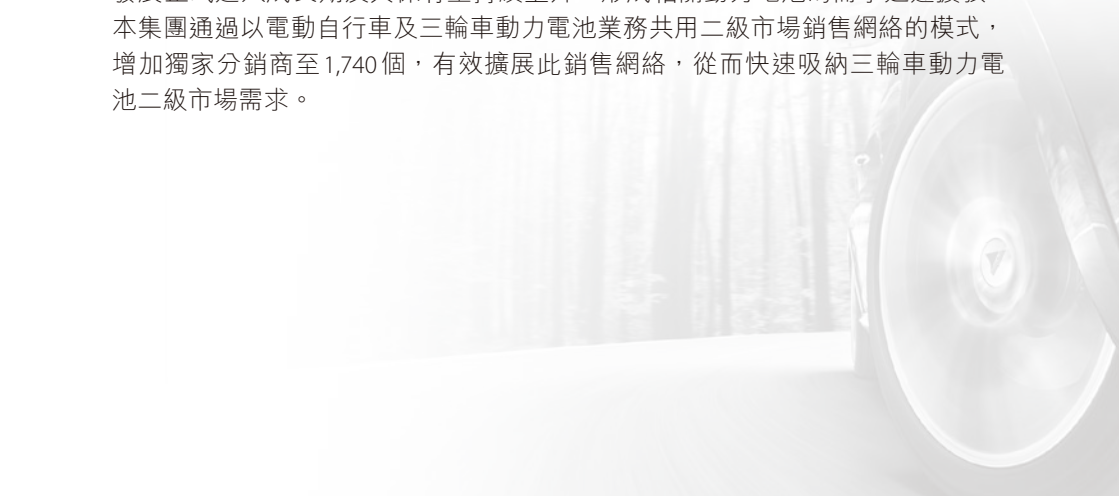 本集團通過以電動自行車及三輪車動力電池業務共用二級市場銷售網絡的模式，
增加獨家分銷商至1,740個，有效擴展此銷售網絡，從而快速吸納三輪車動力電
池二級市場需求。